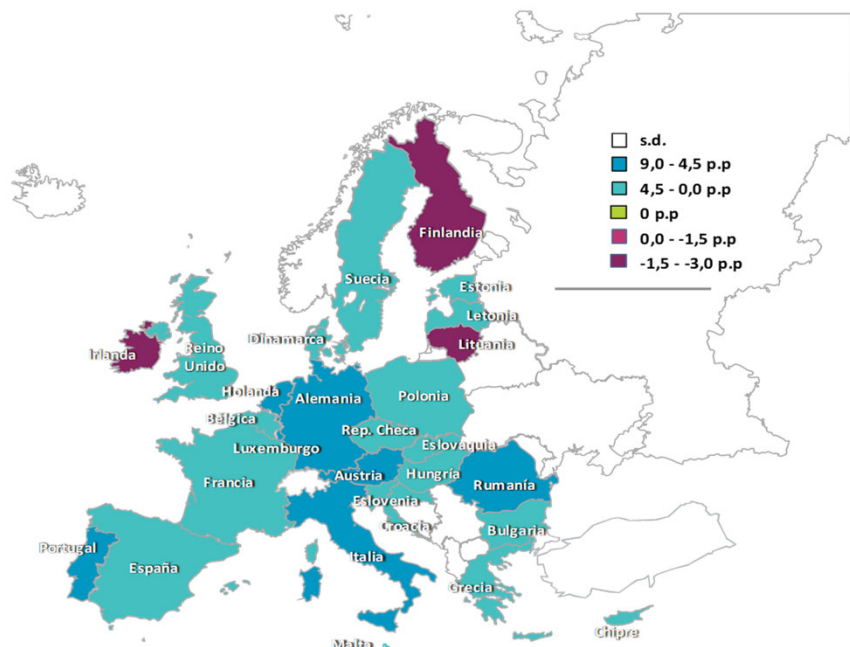 s.d.
9,0 - 4,5 p.p
4,5 - 0,0 p.p
0 p.p
0,0 - -1,5 p.p
-1,5 - -3,0 p.p
Finlandia
Suecia
Estonia
Letonia
Dinamarca
Lituania
Irlanda
Reino
Unido
Holanda
Alemania
Polonia
Bélgica
Rep. Checa
Luxemburgo
Eslovaquia
Francia
Austria
Hungría
Rumanía
Eslovenia
Croacia
Bulgaria
Portugal
España
Italia
Grecia
Chipre
Malta